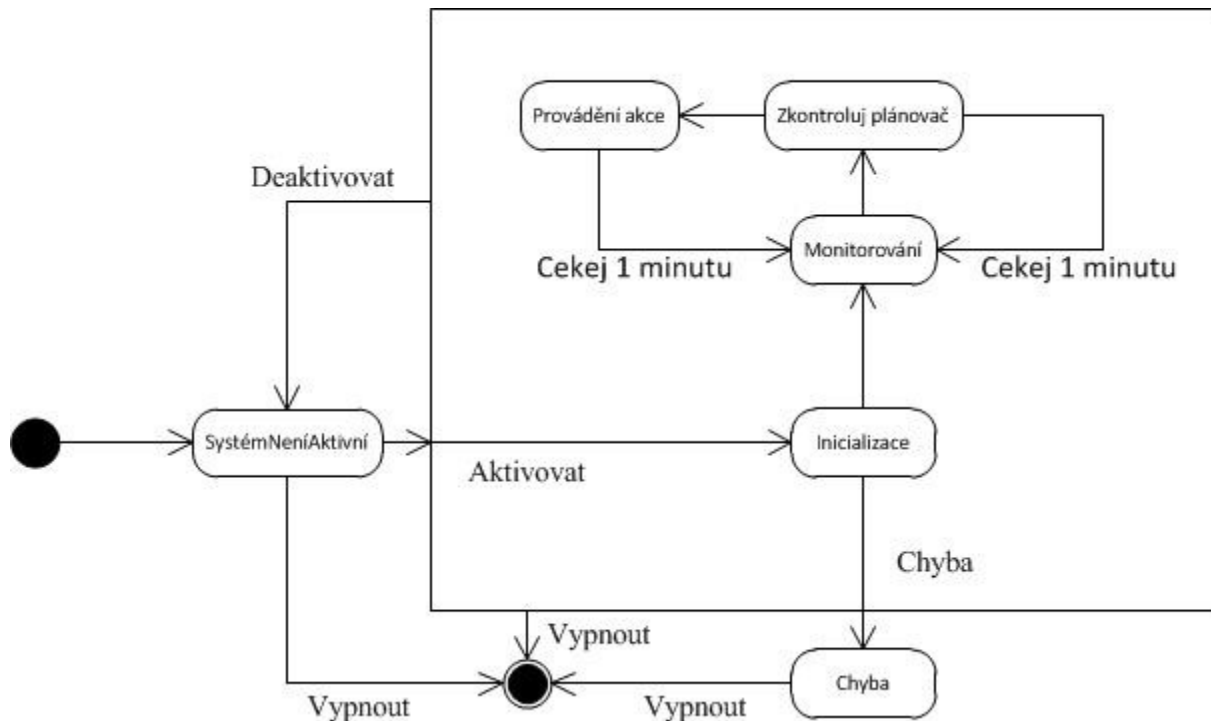 Provádění akce
Zkontroluj plánovač
Deaktivovat
Monitorování
Cekej 1 minutu
Cekej 1 minutu
SystémNeníAktivní
Inicializace
Aktivovat
Chyba
Vypnout
Chyba
Vypnout
Vypnout